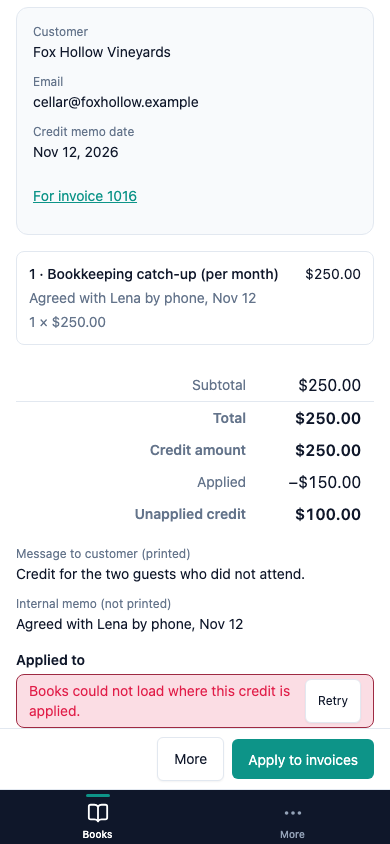 Customer
Fox Hollow Vineyards
Email
cellar@foxhollow.example
Credit memo date
Nov 12, 2026
For invoice 1016
1 · Bookkeeping catch-up (per month) $250.00
Agreed with Lena by phone, Nov 12
1 × $250.00
Subtotal $250.00
Total $250.00
Credit amount $250.00
Applied –$150.00
Unapplied credit $100.00
Message to customer (printed)
Credit for the two guests who did not attend.
Internal memo (not printed)
Agreed with Lena by phone, Nov 12
Applied to
Books could not load where this credit is
applied.
Retry
More Apply to invoices
Books More